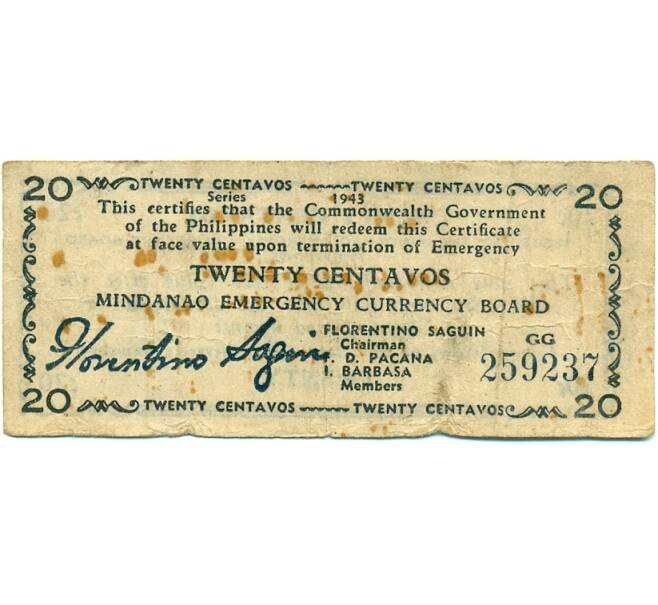 20 TWENTY CENTAVOS TWENTY CENTAVOS 20
Series 1943
This certifies that the Commonwealth Government
of the Philippines will redeem this Certificate
at face value upon termination of Emergency
TWENTY CENTAVOS
MINDANAO EMERGENCY CURRENCY BOARD
Florentino Saguin
FLORENTINO SAGUIN
Chairman
F. D. PACANA
I. BARBASA
Members
GG
259237
20 TWENTY CENTAVOS TWENTY CENTAVOS 20